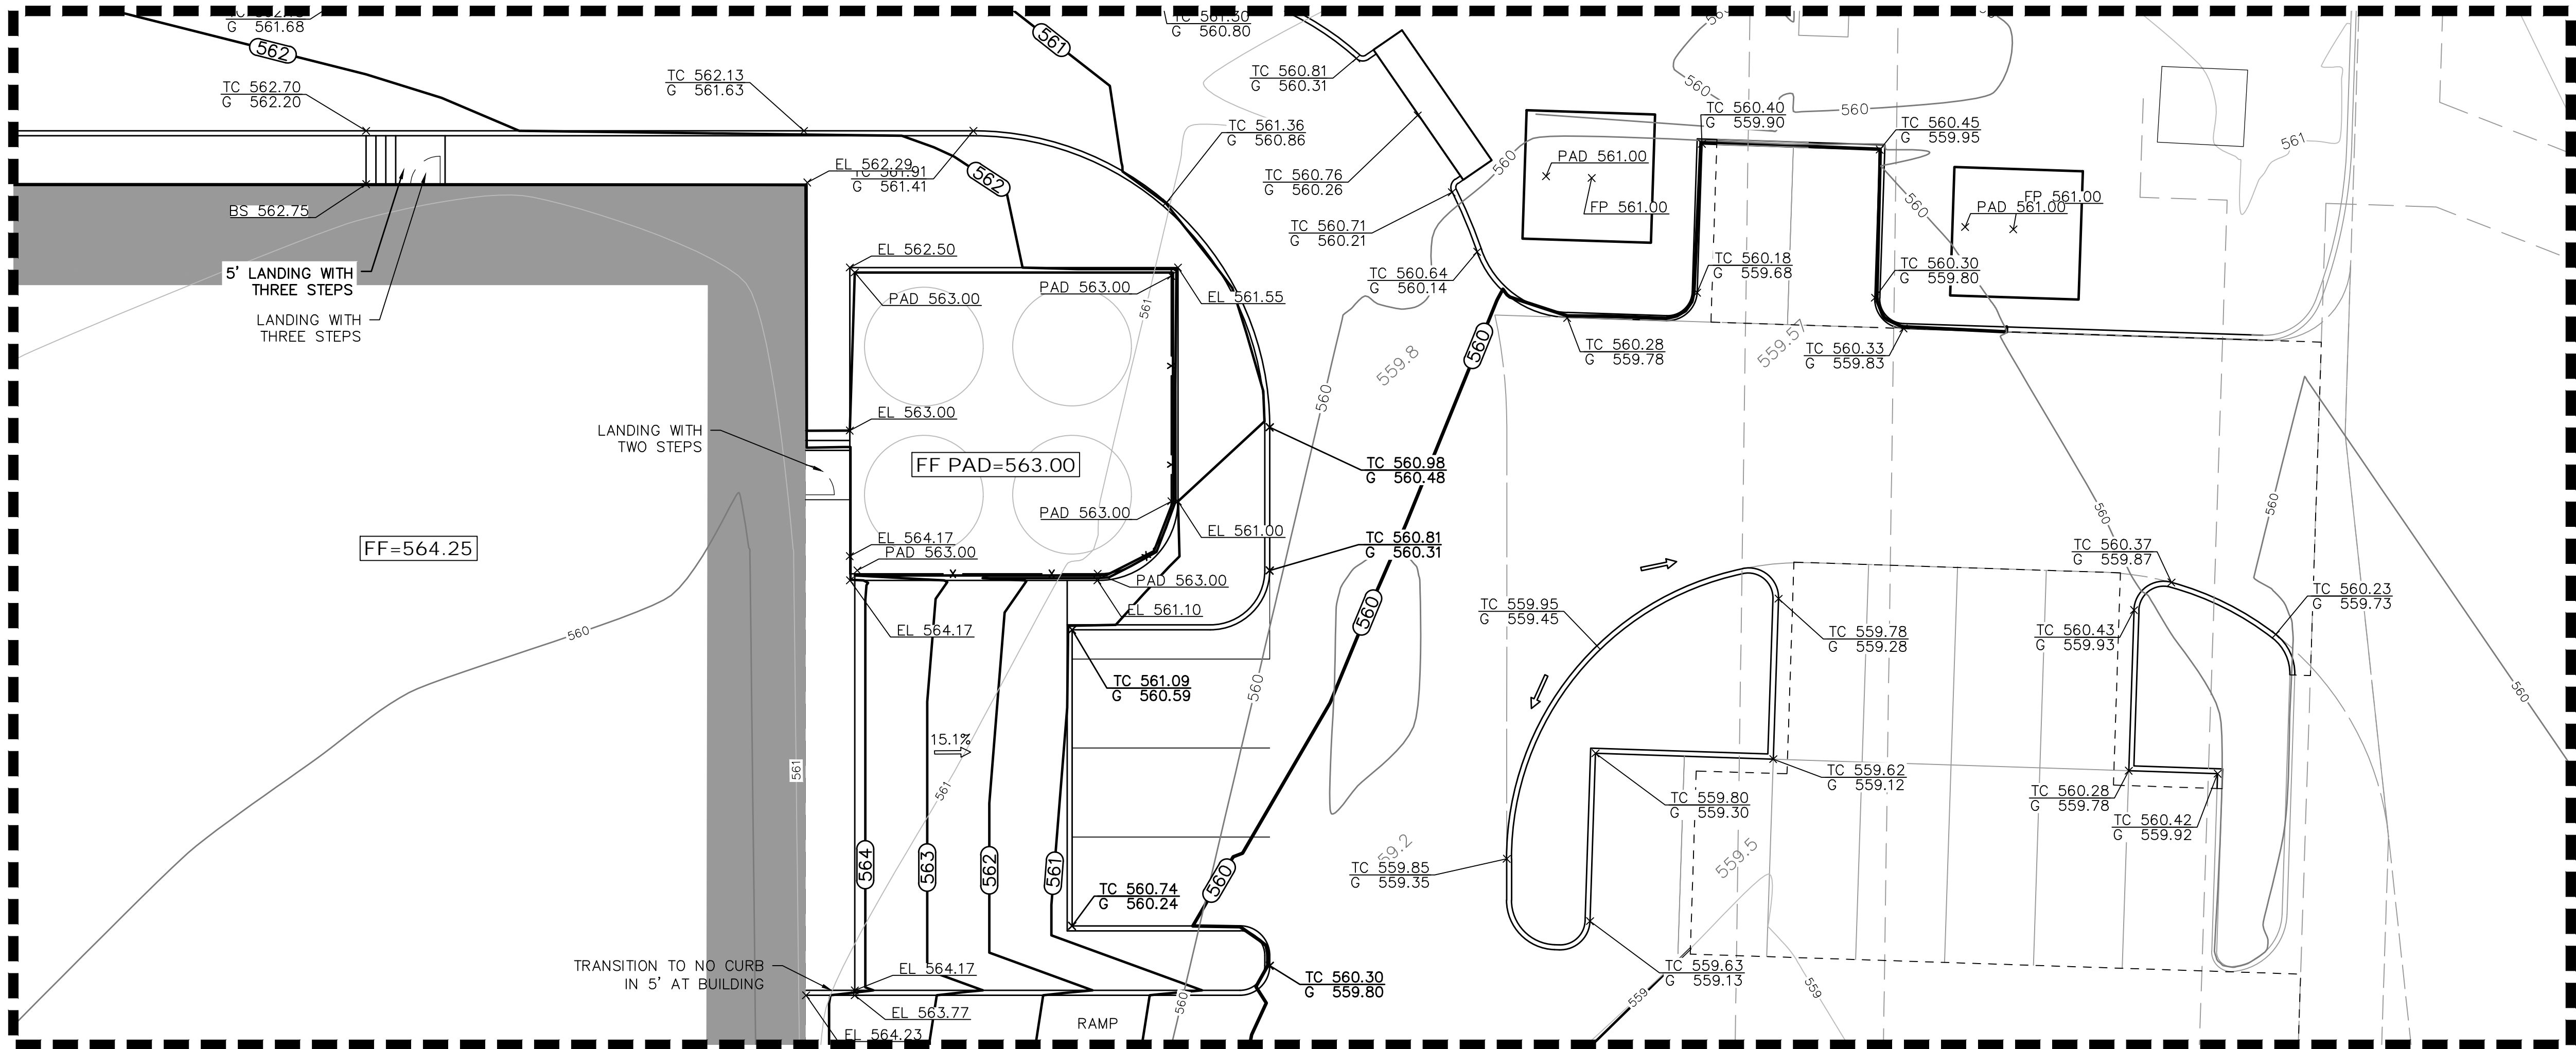 G 561.68
562
TC 562.70
G 562.20
TC 562.13
G 561.63
561
TC 561.30
G 560.80
TC 560.81
G 560.31
TC 561.36
G 560.86
EL 562.29
TC 561.91
G 561.41
562
TC 560.76
G 560.26
TC 560.71
G 560.21
TC 560.64
G 560.14
560
560
560
TC 560.40
G 559.90
TC 560.45
G 559.95
PAD 561.00
FP 561.00
560
FP 561.00
PAD 561.00
561
TC 560.18
G 559.68
TC 560.30
G 559.80
BS 562.75
5' LANDING WITH
THREE STEPS
LANDING WITH
THREE STEPS
EL 562.50
PAD 563.00
PAD 563.00
EL 561.55
561
560
559.8
560
TC 560.28
G 559.78
559.57
TC 560.33
G 559.83
EL 563.00
LANDING WITH
TWO STEPS
FF PAD=563.00
TC 560.98
G 560.48
PAD 563.00
EL 561.00
FF=564.25
EL 564.17
PAD 563.00
TC 560.81
G 560.31
PAD 563.00
EL 561.10
EL 564.17
560
560
560
560
560
TC 560.37
G 559.87
TC 560.23
G 559.73
TC 559.95
G 559.45
TC 559.78
G 559.28
TC 560.43
G 559.93
TC 561.09
G 560.59
560
560
561
561
15.1%
TC 559.80
G 559.30
TC 559.62
G 559.12
TC 560.28
G 559.78
TC 560.42
G 559.92
564
563
562
561
560
TC 560.74
G 560.24
TC 559.85
G 559.35
59.2
559.5
TRANSITION TO NO CURB
IN 5' AT BUILDING
EL 564.17
EL 563.77
EL 564.23
RAMP
560
TC 560.30
G 559.80
TC 559.63
G 559.13
559
559